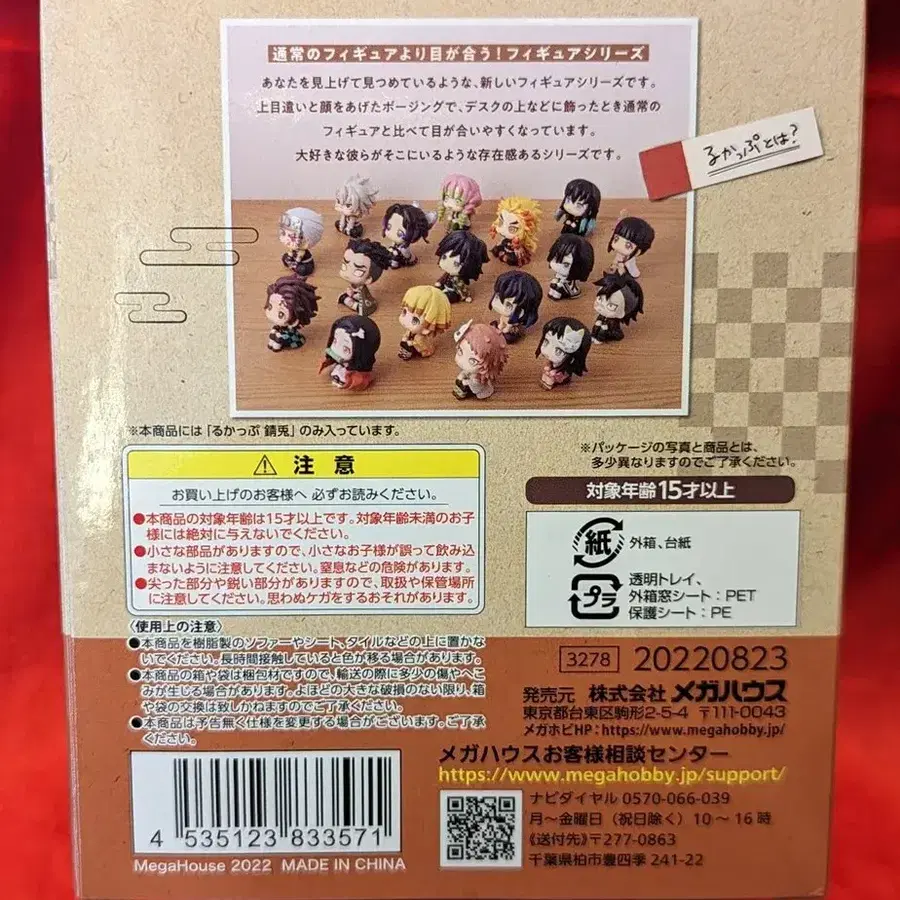 通常のフィギュアより目が合う!フィギュアシリーズ
あなたを見上げて見つめているような、新しいフィギュアシリーズです。
上目遣いと顔をあげたポージングで、デスクの上などに飾ったとき通常の
フィギュアと比べて目が合いやすくなっています。
大好きな彼らがそこにいるような存在感あるシリーズです。
るかっぷとは?
※本商品には「るかっぷ 錆兎」のみ入っています。
※パッケージの写真と商品とは、
多少異なりますのでご了承ください。
注意
お買い上げのお客様へ 必ずお読みください。
●本商品の対象年齢は15才以上です。対象年齢未満のお子
様には絶対に与えないでください。
●小さな部品がありますので、小さなお子様が誤って飲み込
まないように注意してください。窒息などの危険があります。
●尖った部分や鋭い部分がありますので、取扱や保管場所
に注意してください。思わぬケガをするおそれがあります。
対象年齢15才以上
紙 外箱、台紙
プラ 透明トレイ、
外箱窓シート:PET
保護シート:PE
〈使用上の注意〉
●本商品を樹脂製のソファーやシート、タイルなどの上に置かな
いでください。長時間接触していると色が移る場合があります。
●本商品の箱や袋は梱包材ですので、輸送の際に多少の傷やへこ
みが生じる場合があります。よほどの大きな破損のない限り、箱
や袋の交換は致しかねますのでご了承ください。
●本商品は予告無く仕様を変更する場合がございます。ご了承
ください。
3278 20220823
発売元 株式会社 メガハウス
東京都台東区駒形2-5-4 〒111-0043
メガホビHP:https://www.megahobby.jp/
メガハウスお客様相談センター
https://www.megahobby.jp/support/
ナビダイヤル 0570-066-039
月~金曜日(祝日除く)10~16時
《送付先》〒277-0863
千葉県柏市豊四季 241-22
4 535123 833571
MegaHouse 2022 MADE IN CHINA